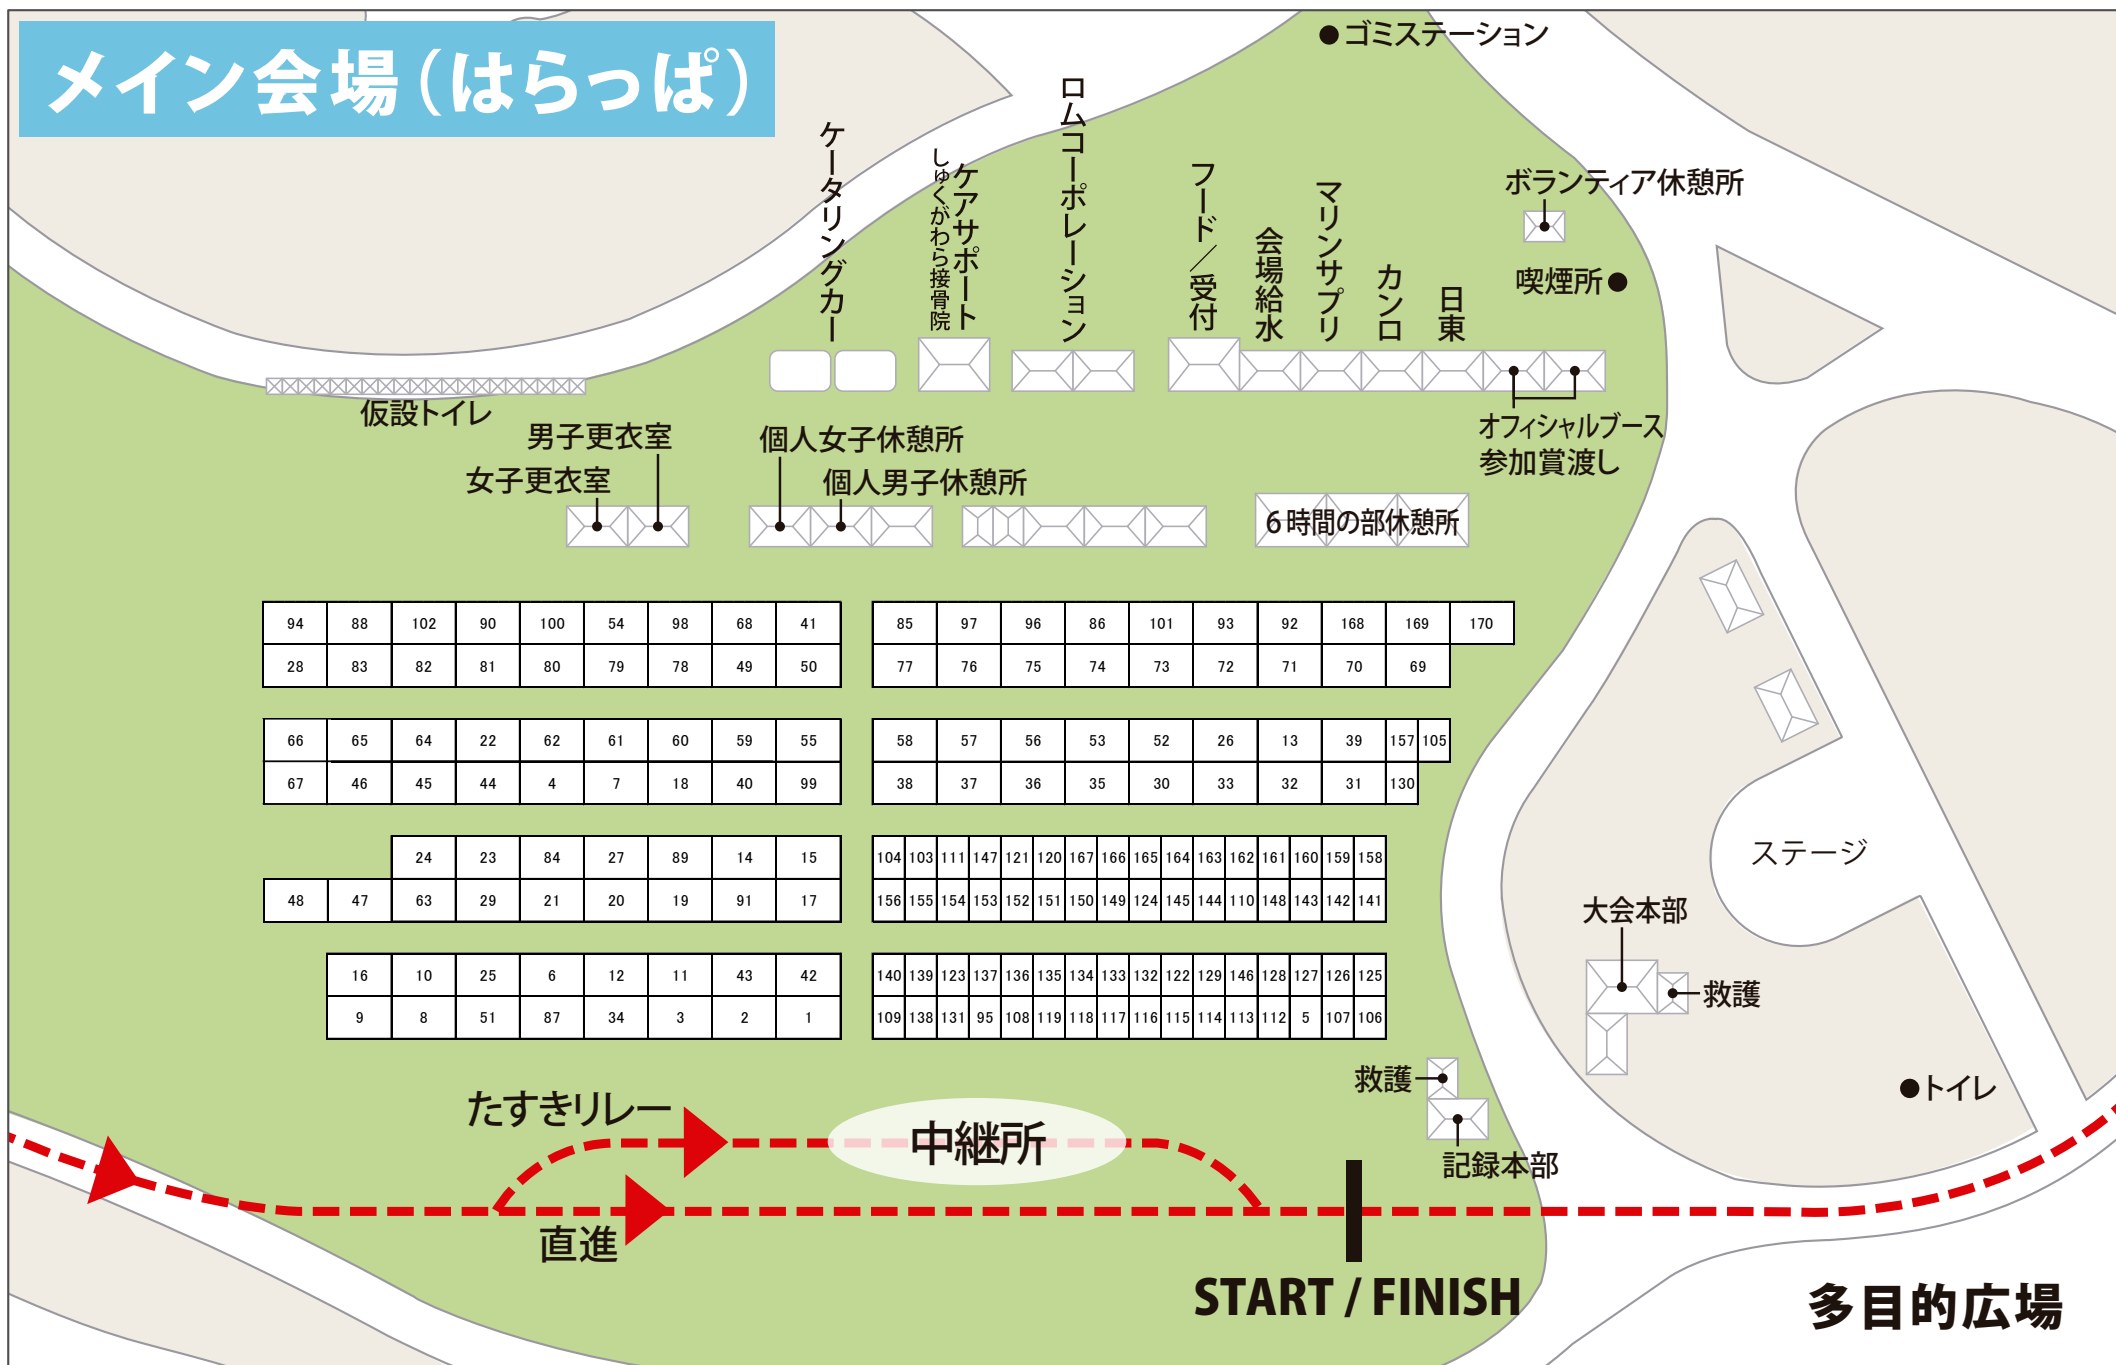 メイン会場（はらっぱ）
●ゴミステーション
ケータリングカー
ケアサポート
しゅくがわら接骨院
ロムコーポレーション
フード／受付
会場給水
マリンサプリ
カンロ
日東
ボランティア休憩所
喫煙所●
仮設トイレ
男子更衣室
女子更衣室
個人女子休憩所
個人男子休憩所
オフィシャルブース
参加賞渡し
6時間の部休憩所
94 88 102 90 100 54 98 68 41 85 97 96 86 101 93 92 168 169 170
28 83 82 81 80 79 78 49 50 77 76 75 74 73 72 71 70 69
66 65 64 22 62 61 60 59 55 58 57 56 53 52 26 13 39 157 105
67 46 45 44 4 7 18 40 99 38 37 36 35 30 33 32 31 130
24 23 84 27 89 14 15 104 103 111 147 121 120 167 166 165 164 163 162 161 160 159 158
48 47 63 29 21 20 19 91 17 156 155 154 153 152 151 150 149 124 145 144 110 148 143 142 141
16 10 25 6 12 11 43 42 140 139 123 137 136 135 134 133 132 122 129 146 128 127 126 125
9 8 51 87 34 3 2 1 109 138 131 95 108 119 118 117 116 115 114 113 112 5 107 106
ステージ
大会本部
救護
救護
●トイレ
記録本部
たすきリレー
中継所
直進
START / FINISH
多目的広場